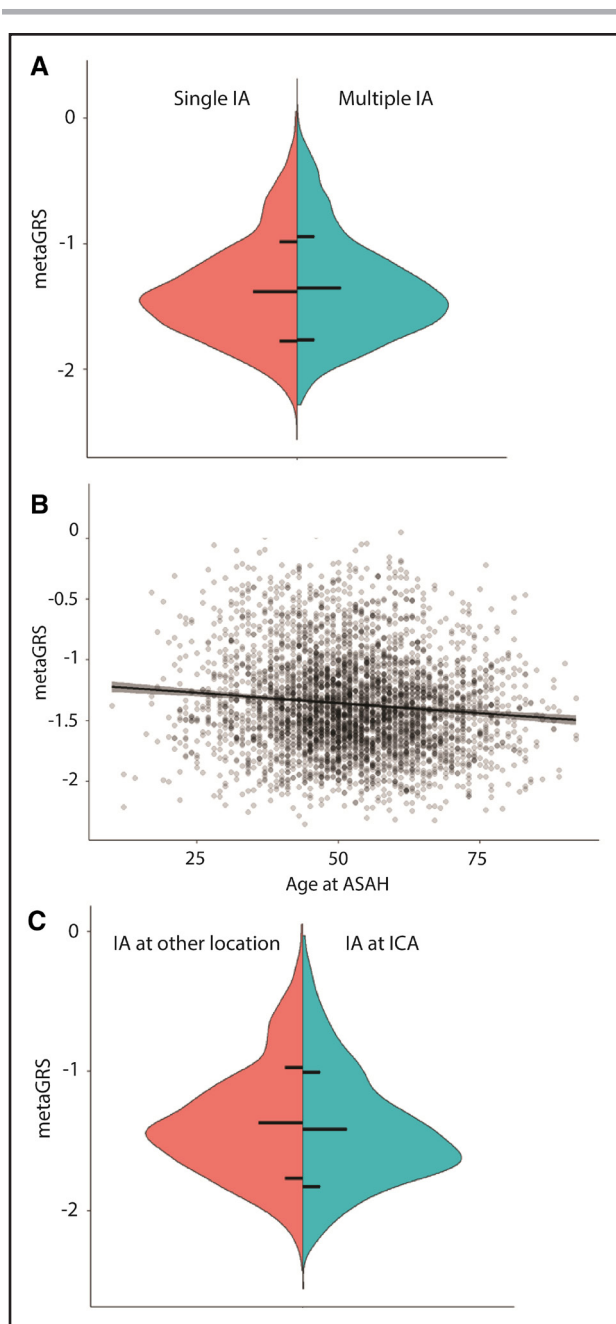 A
Single IA
Multiple IA
0
-1
-2
metaGRS
B
0
-0.5
-1
-1.5
-2
metaGRS
25
50
75
Age at ASAH
C
IA at other location
IA at ICA
0
-1
-2
metaGRS